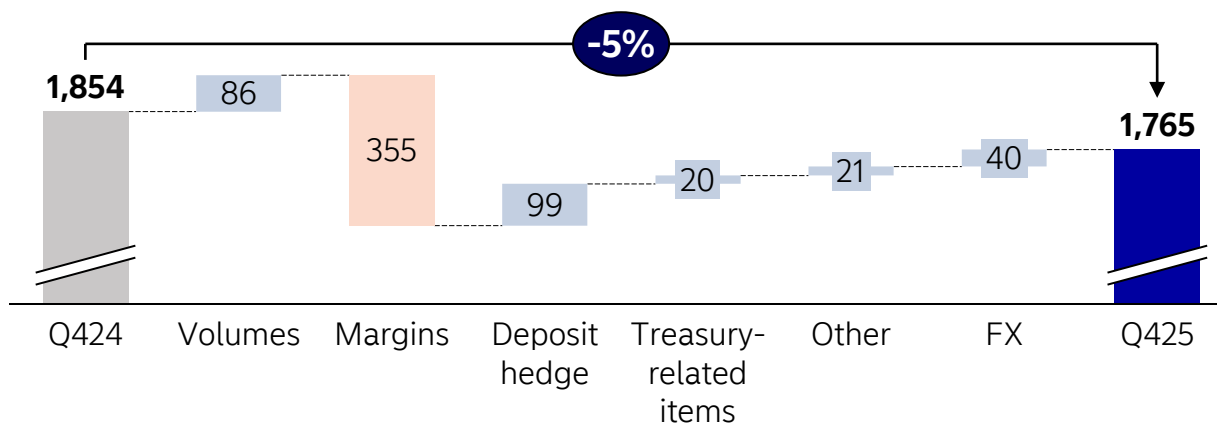 -5%
1,854
86
355
99
20
21
40
1,765
Q424
Volumes
Margins
Deposit
hedge
Treasury-
related
items
Other
FX
Q425